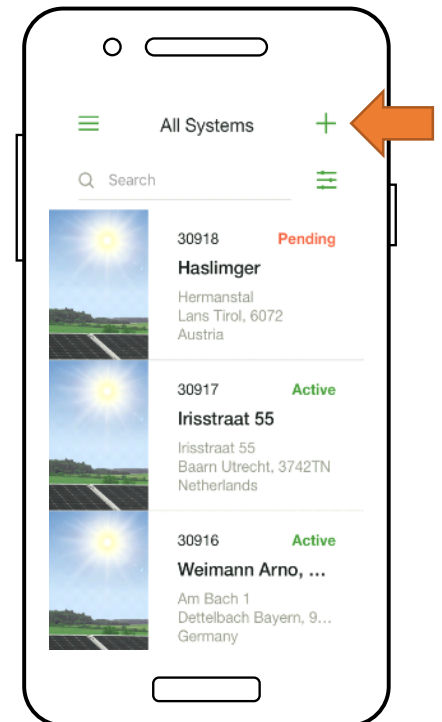 All Systems
Search
30918 Pending
Haslimger
Hermanstal
Lans Tirol, 6072
Austria
30917 Active
Irisstraat 55
Irisstraat 55
Baarn Utrecht, 3742TN
Netherlands
30916 Active
Weimann Arno, ...
Am Bach 1
Dettelbach Bayern, 9...
Germany